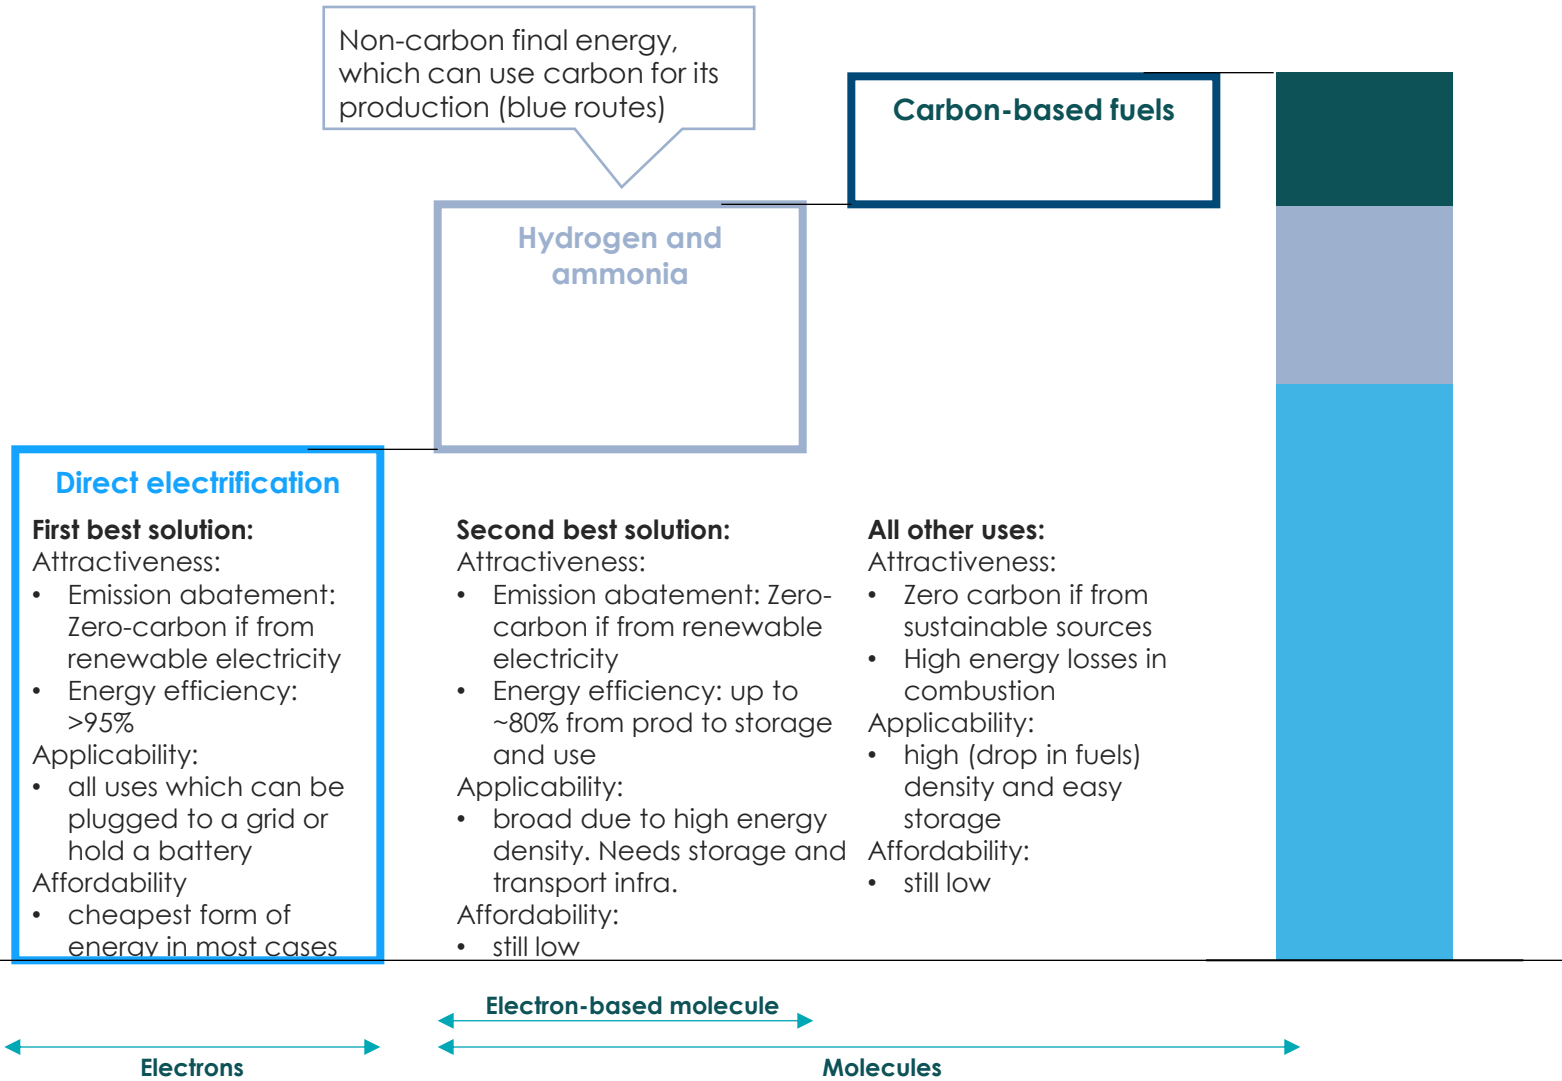 Non-carbon final energy,
which can use carbon for its
production (blue routes)
Carbon-based fuels
Hydrogen and
ammonia
Direct electrification
First best solution:
Attractiveness:
• Emission abatement:
Zero-carbon if from
renewable electricity
• Energy efficiency:
>95%
Applicability:
• all uses which can be
plugged to a grid or
hold a battery
Affordability
• cheapest form of
energy in most cases
Second best solution:
Attractiveness:
• Emission abatement: Zero-
carbon if from renewable
electricity
• Energy efficiency: up to
~80% from prod to storage
and use
Applicability:
• broad due to high energy
density. Needs storage and
transport infra.
Affordability:
• still low
All other uses:
Attractiveness:
• Zero carbon if from
sustainable sources
• High energy losses in
combustion
Applicability:
• high (drop in fuels)
density and easy
storage
Affordability:
• still low
Electron-based molecule
Electrons
Molecules